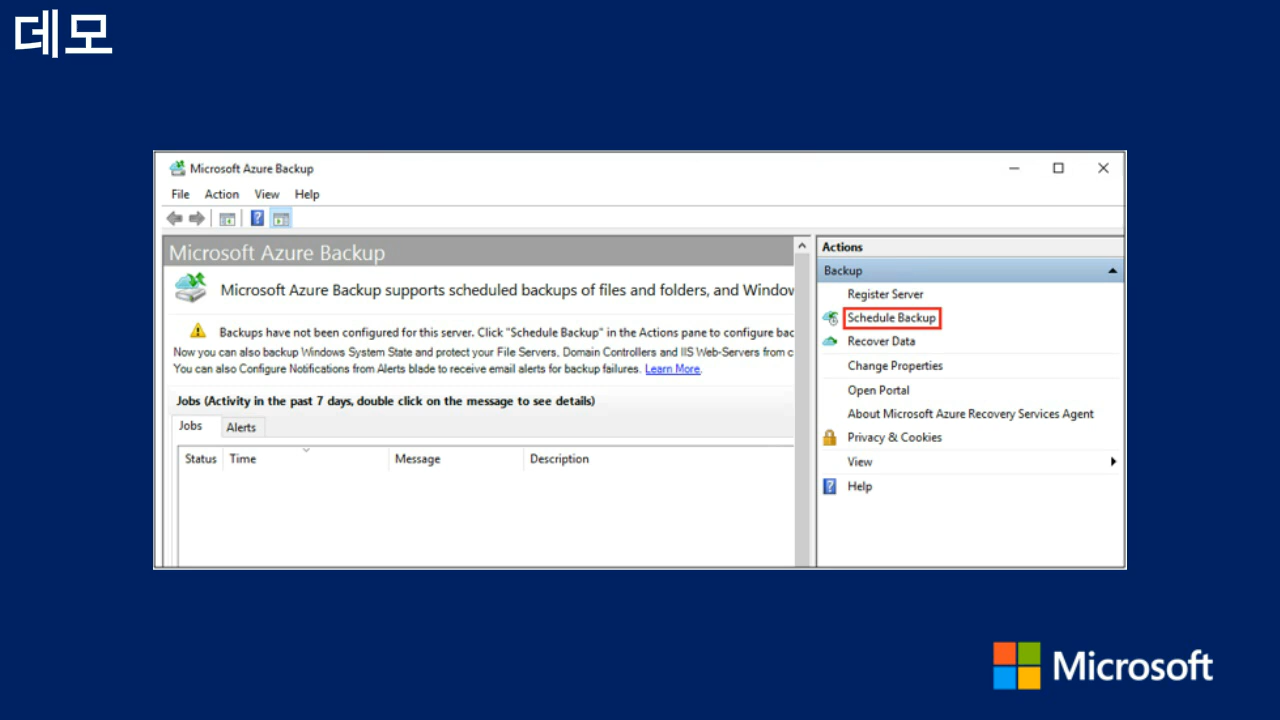 데모
Microsoft Azure Backup
File Action View Help
Microsoft Azure Backup
Microsoft Azure Backup supports scheduled backups of files and folders, and
Backups have not been configured for this server. Click "Schedule Backup" in the Actions pane to configure
Now you can also backup Windows System State and protect your File Servers, Domain Controllers and IIS Web-Servers from
You can also Configure Notifications from Alerts blade to receive email alerts for backup failures. Learn More.
Jobs (Activity in the past 7 days, double click on the message to see details)
Jobs Alerts
Status Time Message Description
Actions
Backup
Register Server
Schedule Backup
Recover Data
Change Properties
Open Portal
About Microsoft Azure Recovery Services Agent
Privacy & Cookies
View
Help
Microsoft